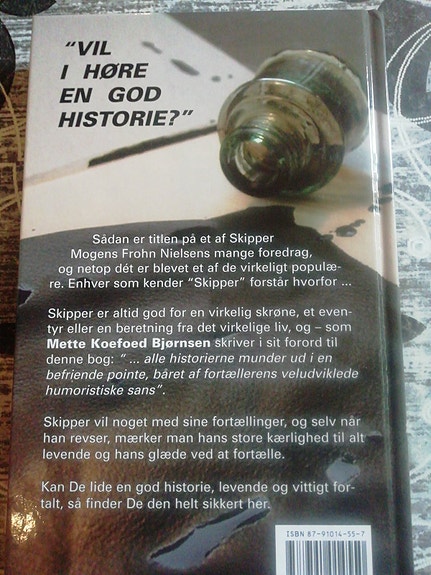 "VIL
I HØRE
EN GOD
HISTORIE?"
Sådan er titlen på et af Skipper
Mogens Frohn Nielsens mange foredrag,
og netop dét er blevet et af de virkeligt populæ-
re. Enhver som kender "Skipper" forstår hvorfor ...
Skipper er altid god for en virkelig skrøne, et even-
tyr eller en beretning fra det virkelige liv, og – som
Mette Koefoed Bjørnsen skriver i sit forord til
denne bog: " ... alle historierne munder ud i en
befriende pointe, båret af fortællerens veludviklede
humoristiske sans".
Skipper vil noget med sine fortællinger, og selv når
han revser, mærker man hans store kærlighed til alt
levende og hans glæde ved at fortælle.
Kan De lide en god historie, levende og vittigt for-
talt, så finder De den helt sikkert her.
ISBN 87-91014-55-7